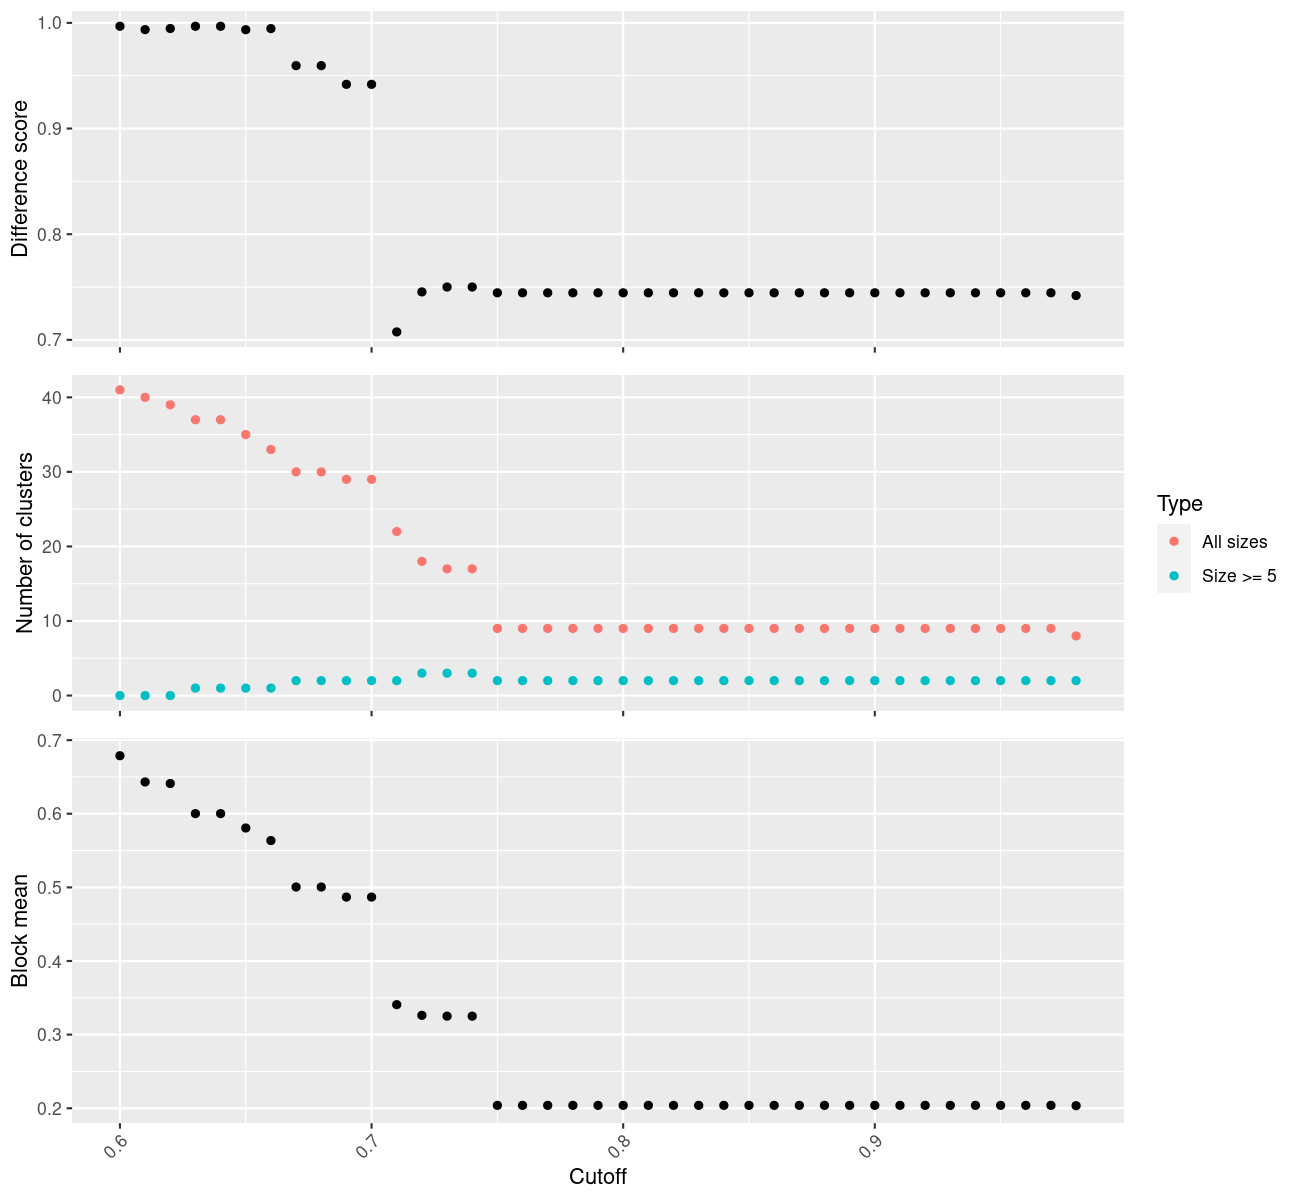 1.0
0.9
0.8
0.7
Difference score
40
30
20
10
0
Number of clusters
Type
All sizes
Size >= 5
0.7
0.6
0.5
0.4
0.3
0.2
Block mean
0.6 0.7 0.8 0.9
Cutoff